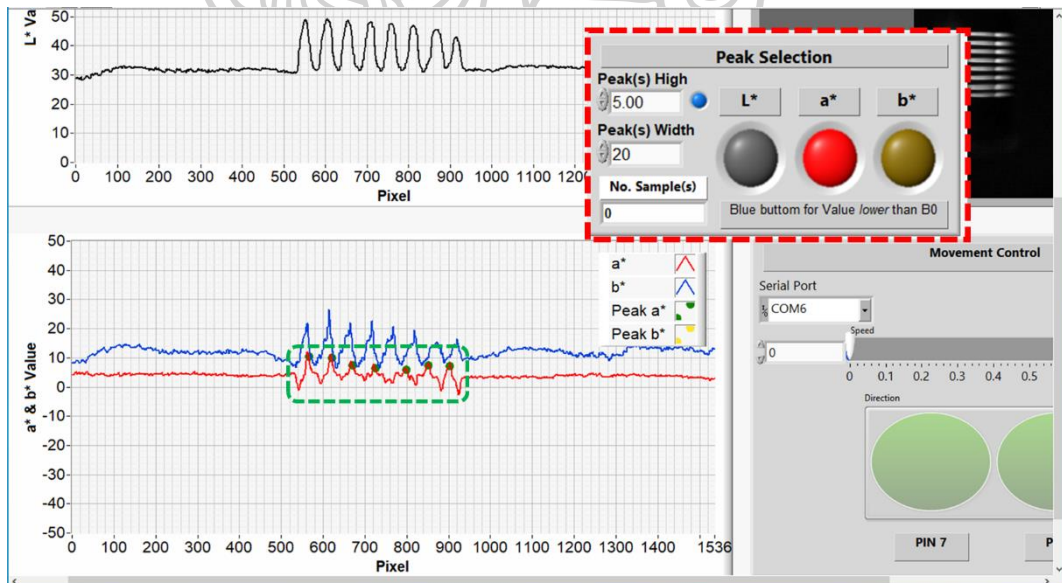 L* Va
50
40
30
20
10
0
0 100 200 300 400 500 600 700 800 900 1000 1100 120
Pixel
Peak Selection
Peak(s) High
5.00
L* a* b*
Peak(s) Width
20
No. Sample(s)
0
Blue buttom for Value lower than B0
a* & b* Value
50
40
30
20
10
0
-10
-20
-30
-40
-50
0 100 200 300 400 500 600 700 800 900 1000 1100 1200 1300 1400 1536
Pixel
a*
b*
Peak a*
Peak b*
Movement Control
Serial Port
COM6
Speed
0
0 0.1 0.2 0.3 0.4 0.5
Direction
PIN 7 P